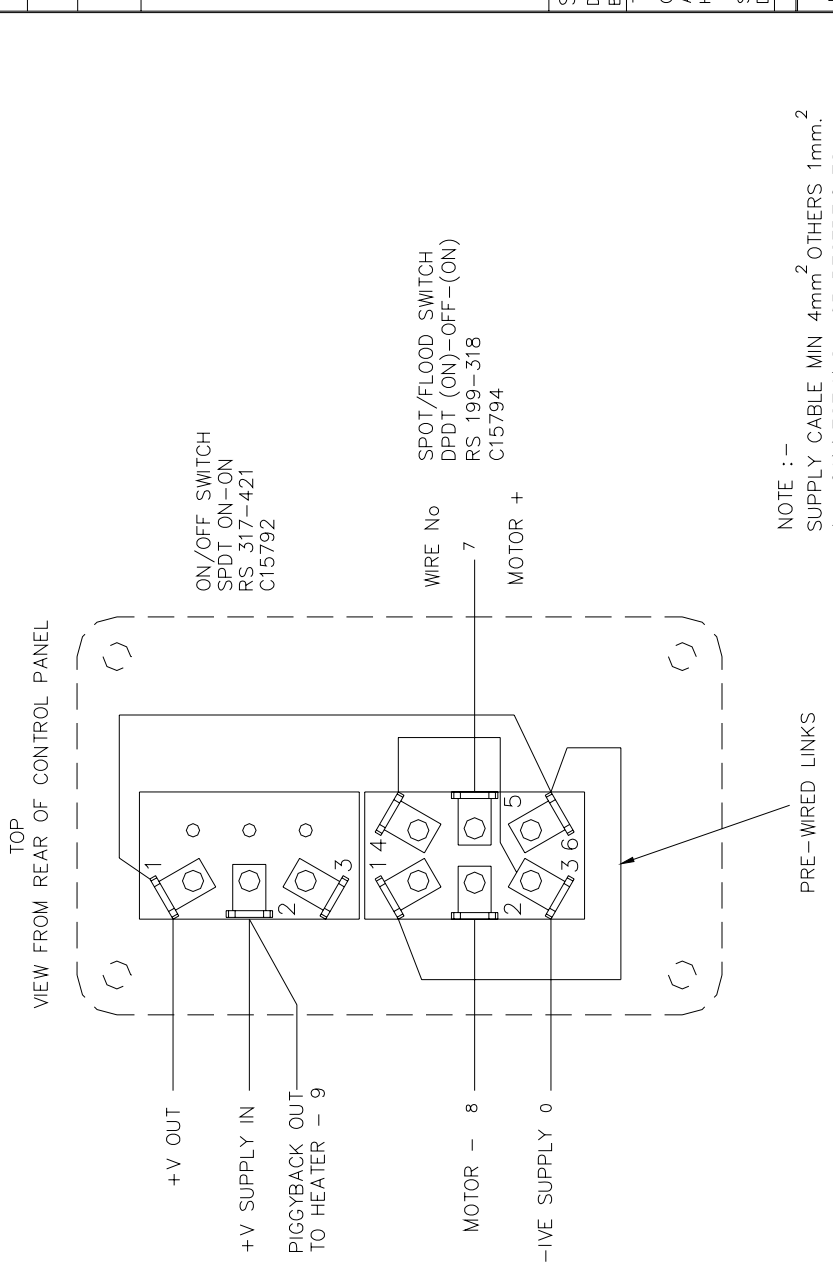 TOP
VIEW FROM REAR OF CONTROL PANEL
ON/OFF SWITCH
SPDT ON-ON
RS 317-421
C15792
+V OUT
1
+V SUPPLY IN
2
PIGGYBACK OUT
TO HEATER - 9
3
SPOT/FLOOD SWITCH
DPDT (ON)-OFF-(ON)
RS 199-318
C15794
WIRE No
7
MOTOR +
1 4
MOTOR - 8
2 5
-IVE SUPPLY 0
3 6
PRE-WIRED LINKS
NOTE :-
SUPPLY CABLE MIN 4mm² OTHERS 1mm.²